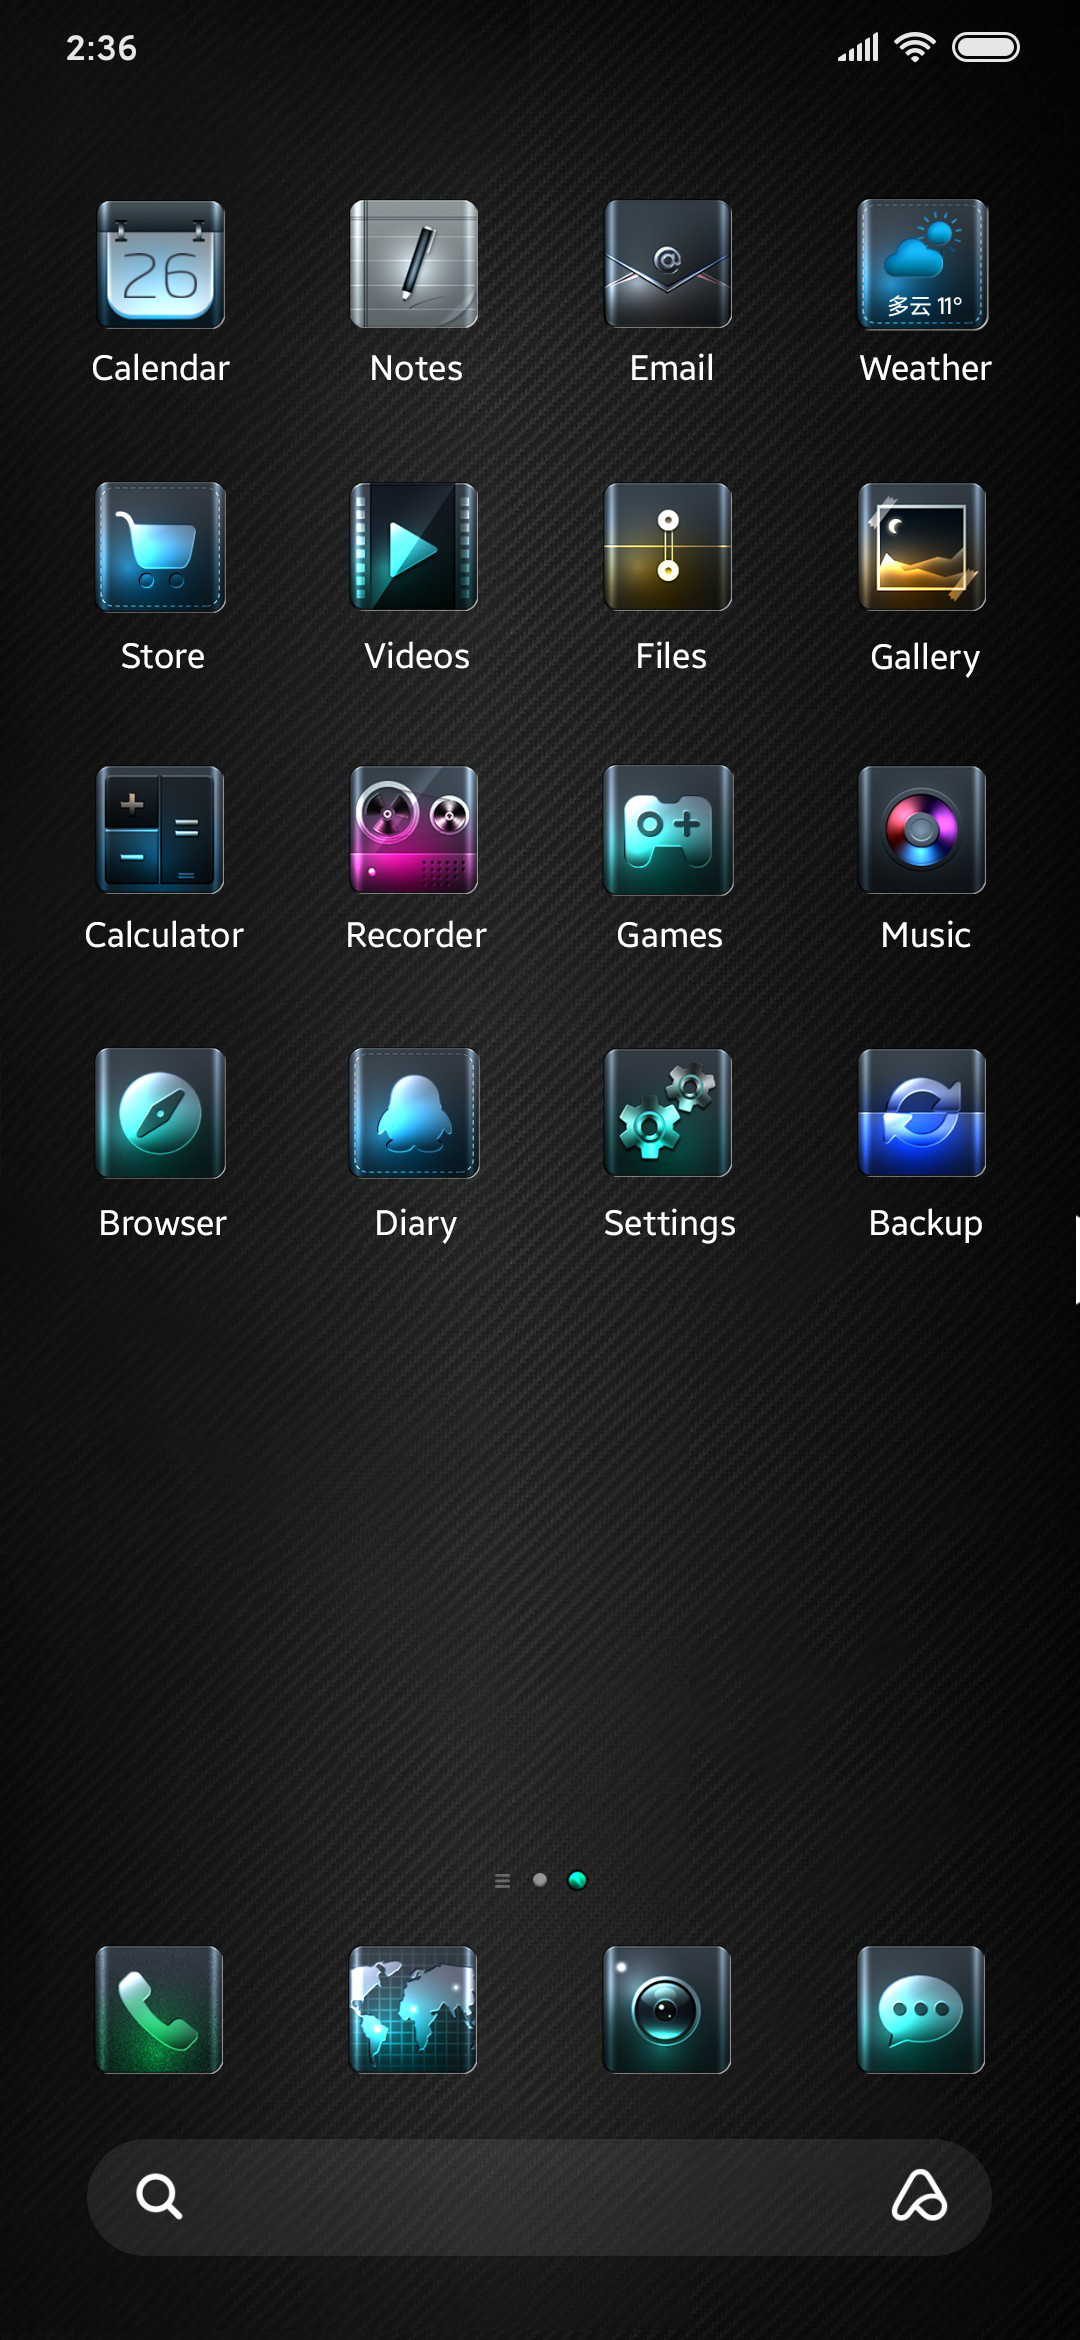 2:36
26
@
多云 11°
Calendar Notes Email Weather
Store Videos Files Gallery
Calculator Recorder Games Music
Browser Diary Settings Backup